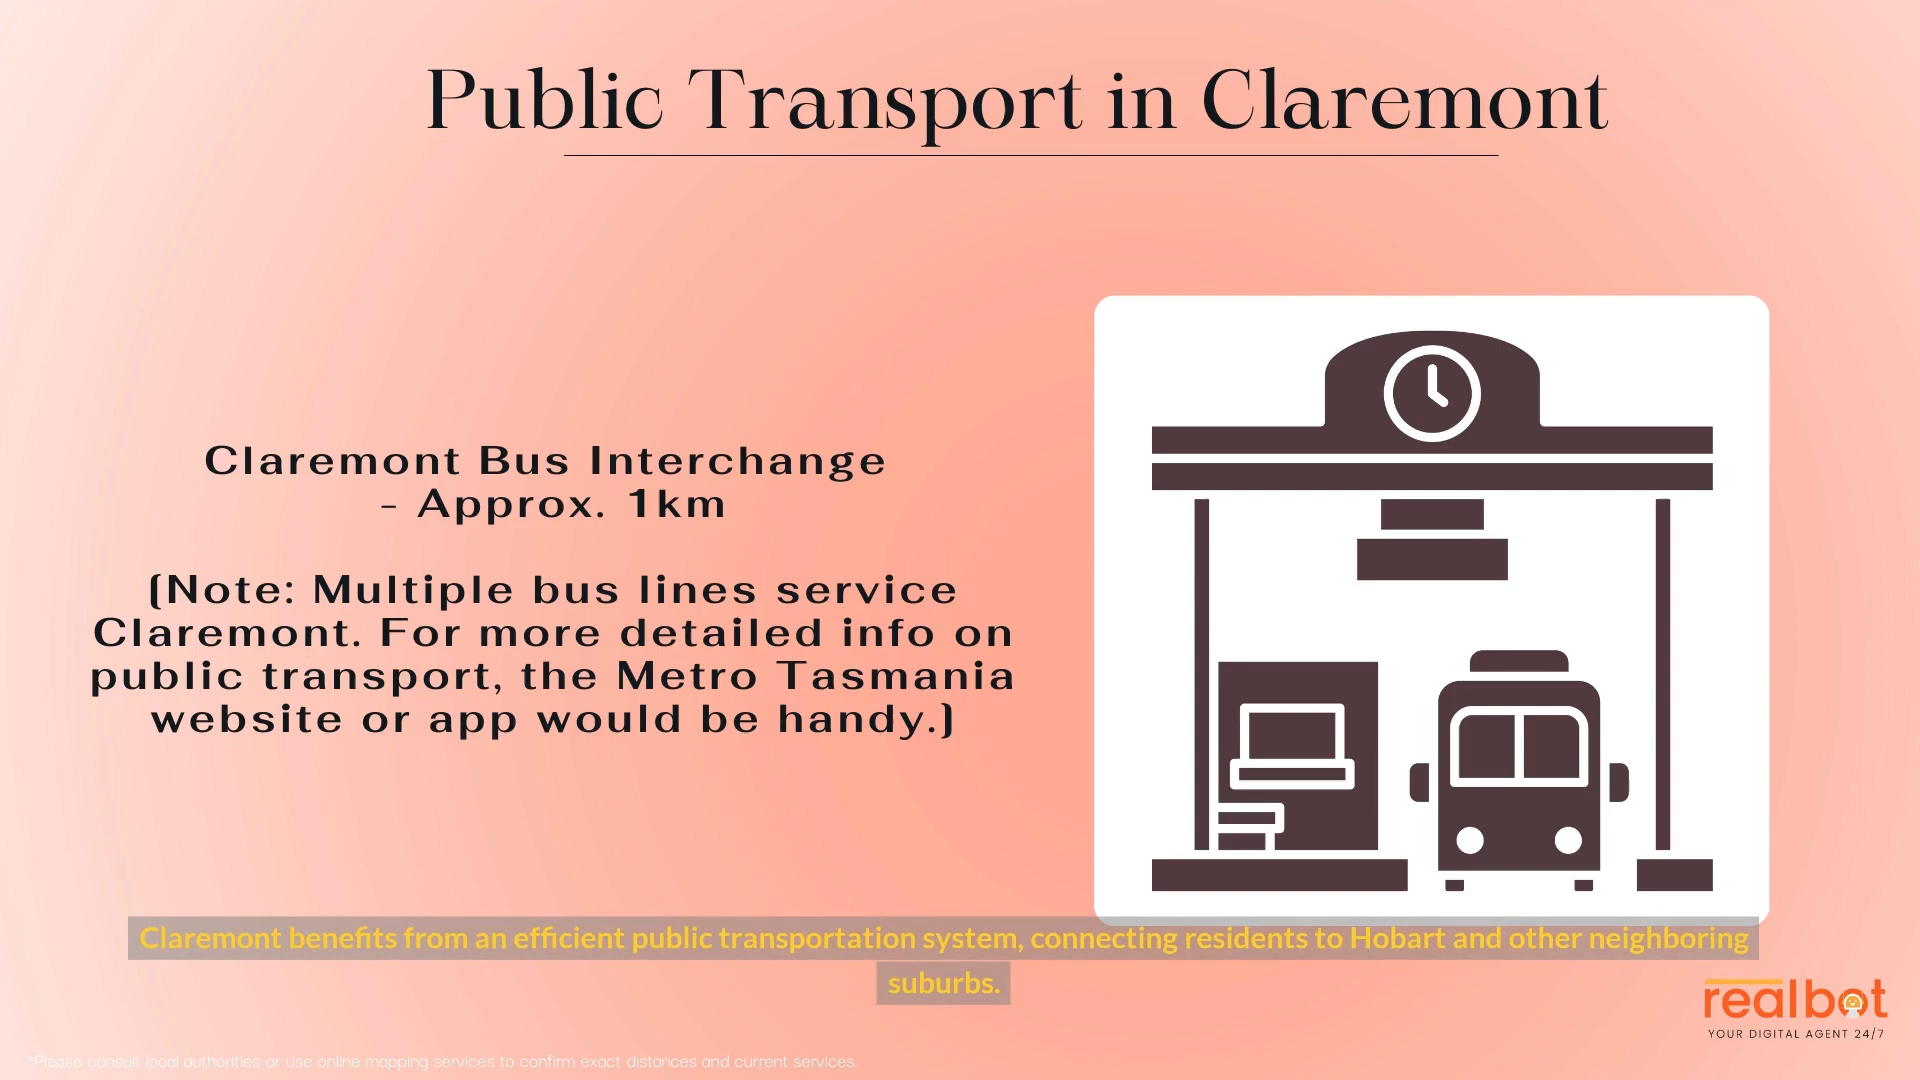 Public Transport in Claremont
Claremont Bus Interchange
- Approx. 1km
(Note: Multiple bus lines service
Claremont. For more detailed info on
public transport, the Metro Tasmania
website or app would be handy.)
Claremont benefits from an efficient public transportation system, connecting residents to Hobart and other neighboring
suburbs.
realbot
YOUR DIGITAL AGENT 24/7
*Please consult local authorities or use online mapping services to confirm exact distances and current services.